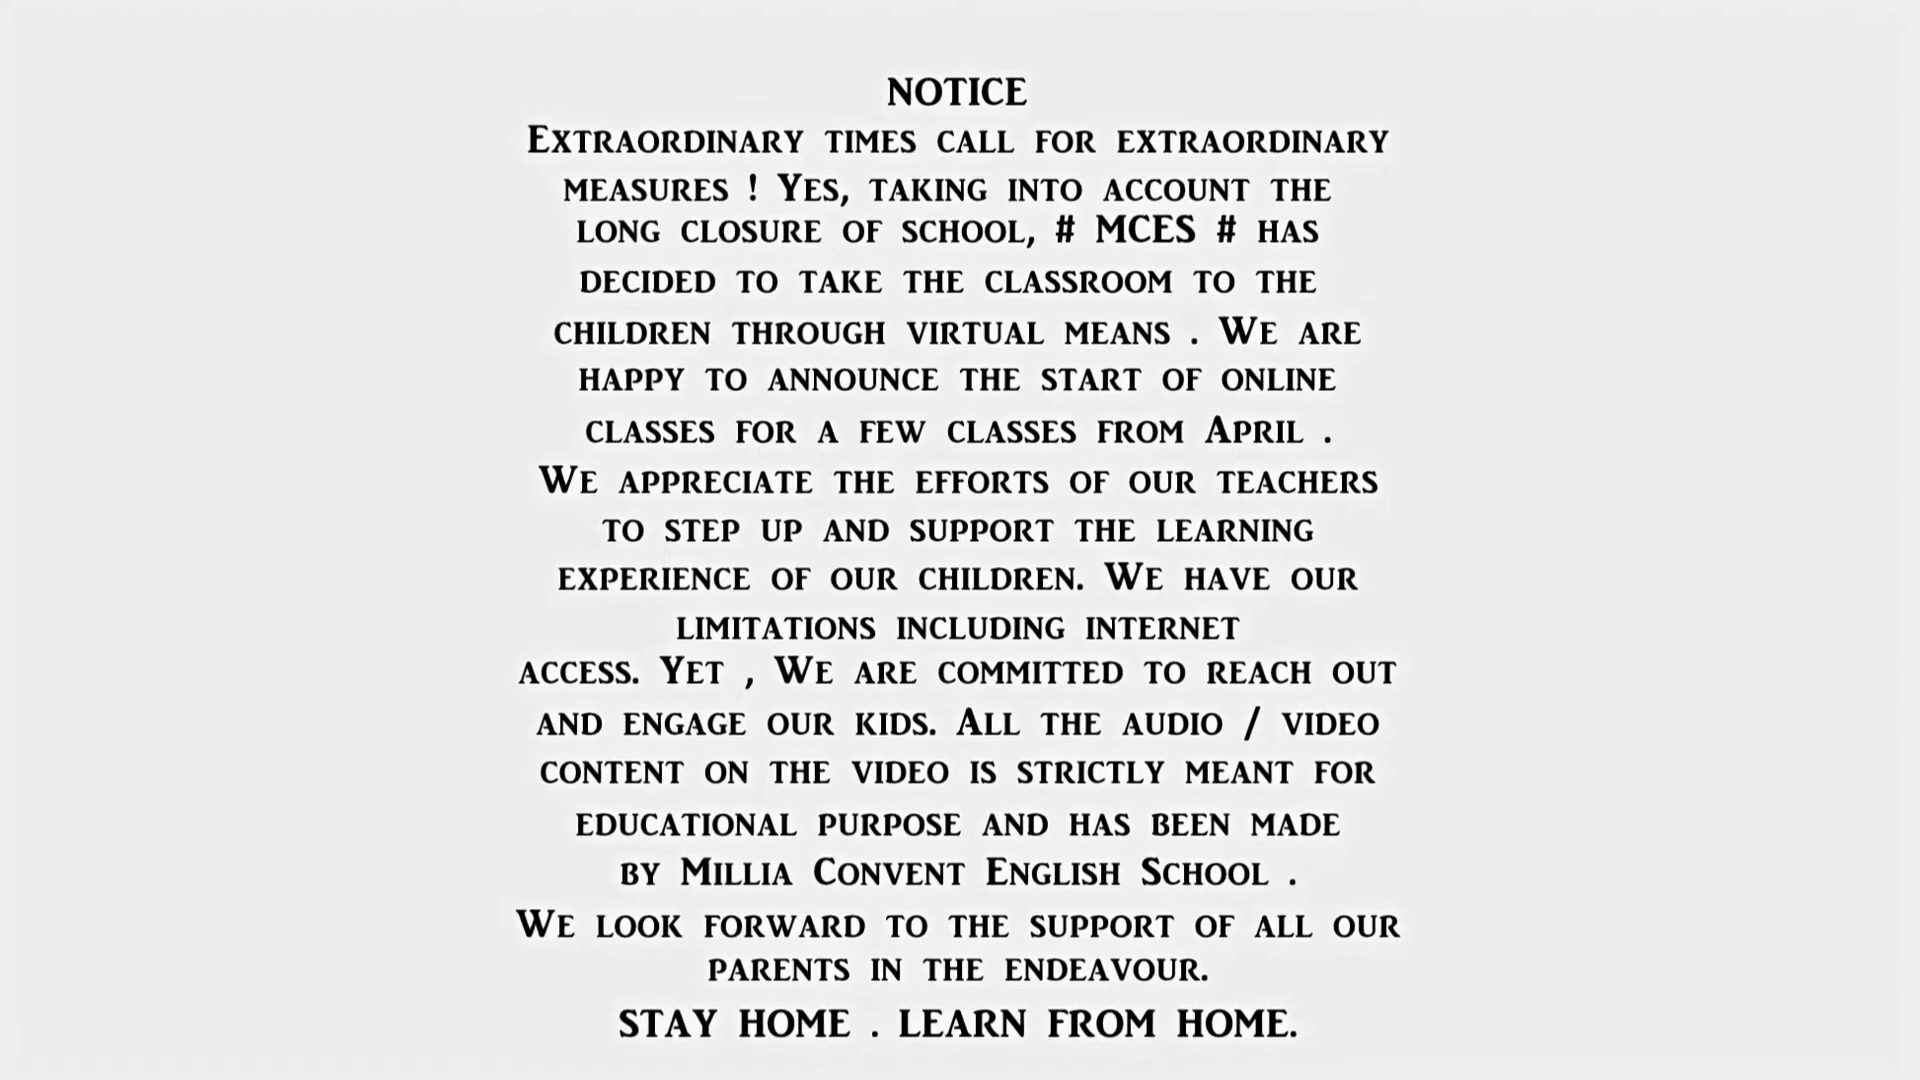 NOTICE
Extraordinary times call for extraordinary
measures ! Yes, taking into account the
long closure of school, # MCES # has
decided to take the classroom to the
children through virtual means . We are
happy to announce the start of online
classes for a few classes from April .
We appreciate the efforts of our teachers
to step up and support the learning
experience of our children. We have our
limitations including internet
access. Yet , We are committed to reach out
and engage our kids. All the audio / video
content on the video is strictly meant for
educational purpose and has been made
by Millia Convent English School .
We look forward to the support of all our
parents in the endeavour.
STAY HOME . LEARN FROM HOME.